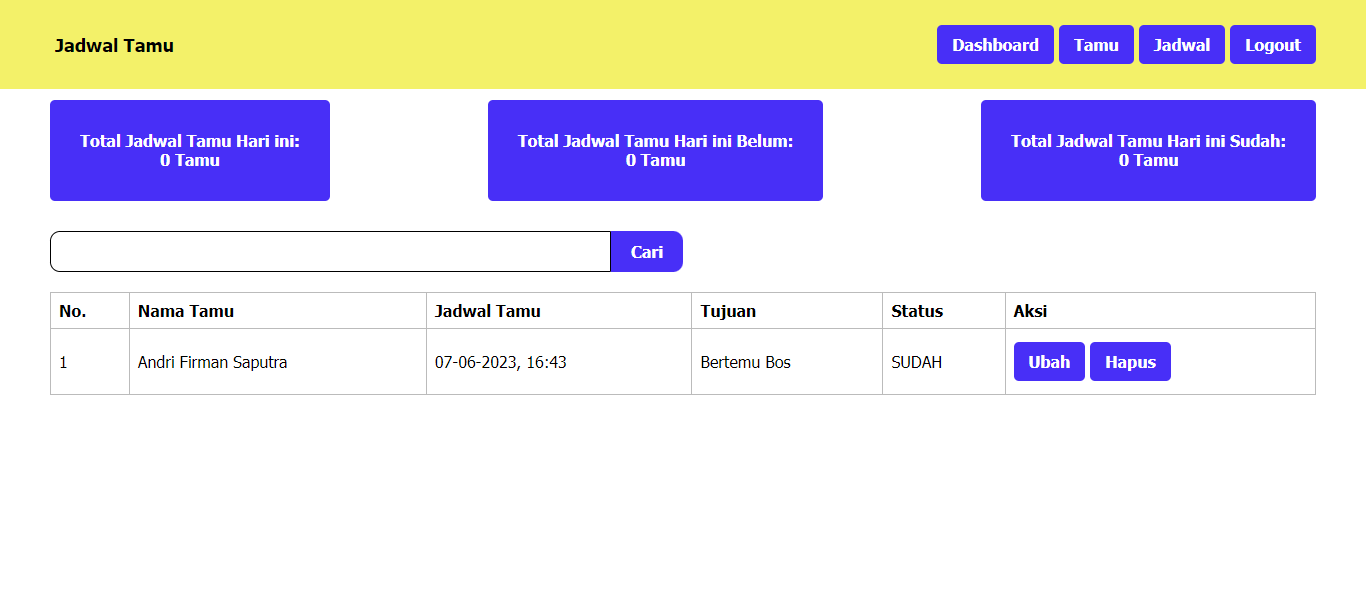 Jadwal Tamu
Dashboard Tamu Jadwal Logout
Total Jadwal Tamu Hari ini:
0 Tamu
Total Jadwal Tamu Hari ini Belum:
0 Tamu
Total Jadwal Tamu Hari ini Sudah:
0 Tamu
Cari
No. Nama Tamu Jadwal Tamu Tujuan Status Aksi
1 Andri Firman Saputra 07-06-2023, 16:43 Bertemu Bos SUDAH Ubah Hapus